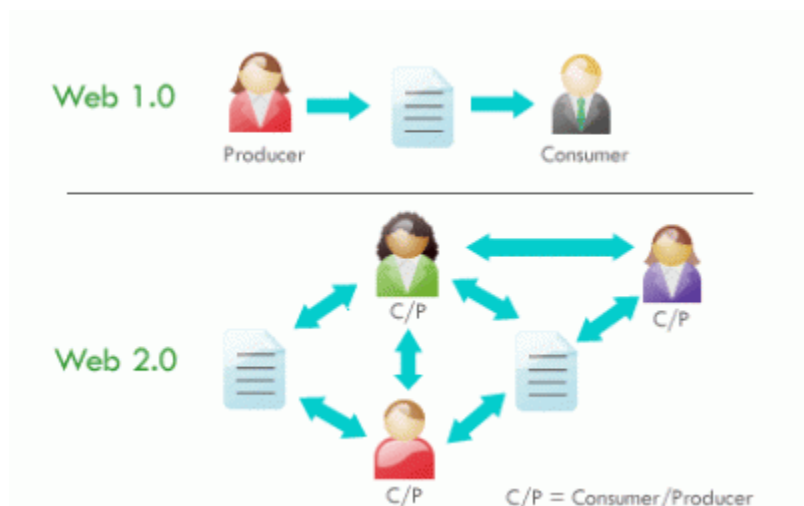 Web 1.0
Producer
Consumer
C/P
C/P
Web 2.0
C/P
C/P = Consumer/Producer